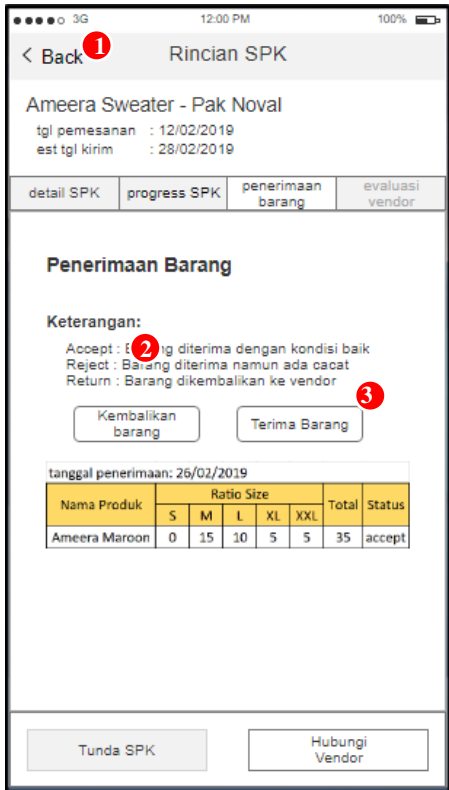 3G 12:00 PM 100%
< Back 1 Rincian SPK
Ameera Sweater - Pak Noval
tgl pemesanan : 12/02/2019
est tgl kirim : 28/02/2019
detail SPK progress SPK penerimaan barang evaluasi vendor
Penerimaan Barang
Keterangan:
2
Accept : Barang diterima dengan kondisi baik
Reject : Barang diterima namun ada cacat
Return : Barang dikembalikan ke vendor
3
Kembalikan barang Terima Barang
tanggal penerimaan: 26/02/2019
Nama Produk Ratio Size Total Status
S M L XL XXL
Ameera Maroon 0 15 10 5 5 35 accept
Tunda SPK Hubungi Vendor